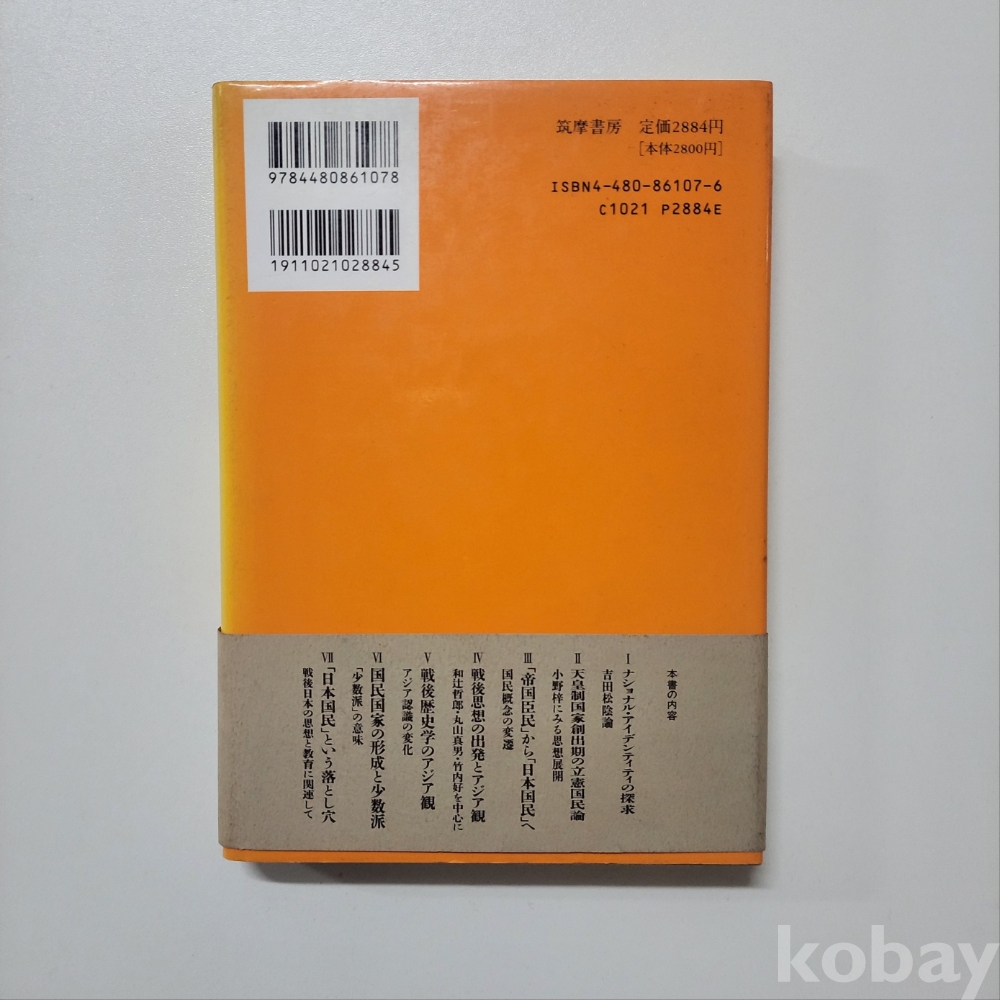 9784480861078
1911021028845
筑摩書房 定価2884円
[本体2800円]
ISBN4-480-86107-6
C1021 P2884E
本書の内容
Ⅰ ナショナル・アイデンティティの探求
吉田松陰論
Ⅱ 天皇制国家創出期の立憲国民論
小野梓にみる思想展開
Ⅲ 「帝国臣民」から「日本国民」へ
国民概念の変遷
Ⅳ 戦後思想の出発とアジア観
和辻哲郎・丸山真男・竹内好を中心に
Ⅴ 戦後歴史学のアジア観
アジア認識の変化
Ⅵ 国民国家の形成と少数派
「少数派」の意味
Ⅶ 「日本国民」という落とし穴
戦後日本の思想と教育に関連して
kobay